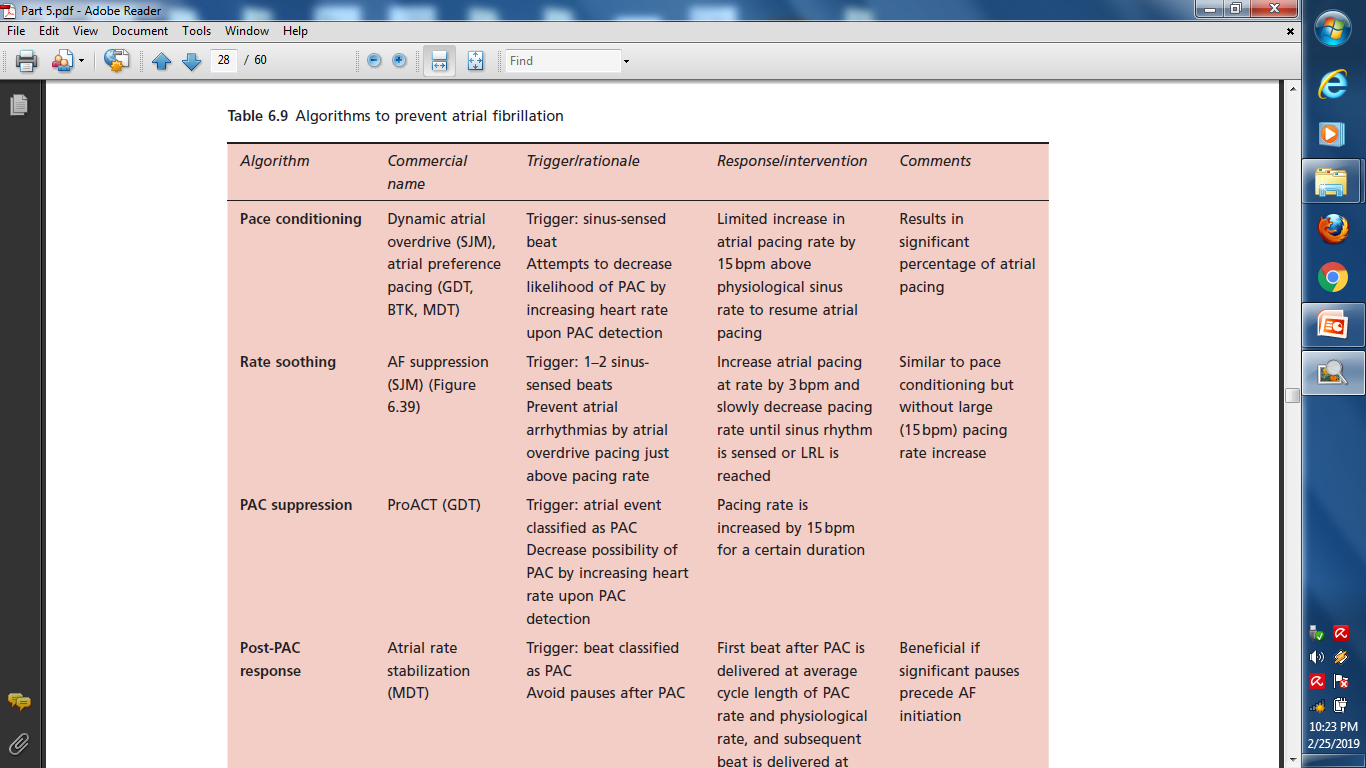 Part 5.pdf - Adobe Reader
File Edit View Document Tools Window Help
28 / 60 Find
Table 6.9 Algorithms to prevent atrial fibrillation
Algorithm
Commercial
name
Trigger/rationale
Response/intervention
Comments
Pace conditioning
Dynamic atrial
overdrive (SJM),
atrial preference
pacing (GDT,
BTK, MDT)
Trigger: sinus-sensed
beat
Attempts to decrease
likelihood of PAC by
increasing heart rate
upon PAC detection
Limited increase in
atrial pacing rate by
15 bpm above
physiological sinus
rate to resume atrial
pacing
Results in
significant
percentage of atrial
pacing
Rate soothing
AF suppression
(SJM) (Figure
6.39)
Trigger: 1–2 sinus-
sensed beats
Prevent atrial
arrhythmias by atrial
overdrive pacing just
above pacing rate
Increase atrial pacing
at rate by 3 bpm and
slowly decrease pacing
rate until sinus rhythm
is sensed or LRL is
reached
Similar to pace
conditioning but
without large
(15 bpm) pacing
rate increase
PAC suppression
ProACT (GDT)
Trigger: atrial event
classified as PAC
Decrease possibility of
PAC by increasing heart
rate upon PAC
detection
Pacing rate is
increased by 15 bpm
for a certain duration
Post-PAC
response
Atrial rate
stabilization
(MDT)
Trigger: beat classified
as PAC
Avoid pauses after PAC
First beat after PAC is
delivered at average
cycle length of PAC
rate and physiological
rate, and subsequent
beat is delivered at
Beneficial if
significant pauses
precede AF
initiation
10:23 PM
2/25/2019